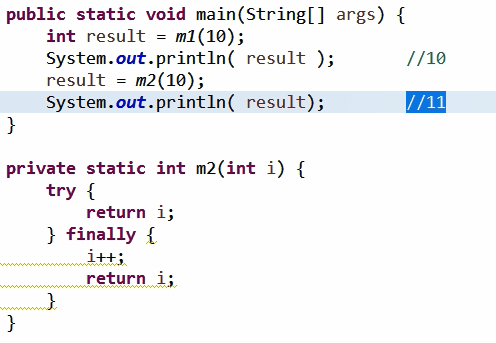 public static void main(String[] args) {
    int result = m1(10);
    System.out.println( result );       //10
    result = m2(10);
    System.out.println( result);        //11
}

private static int m2(int i) {
    try {
        return i;
    } finally {
        i++;
        return i;
    }
}